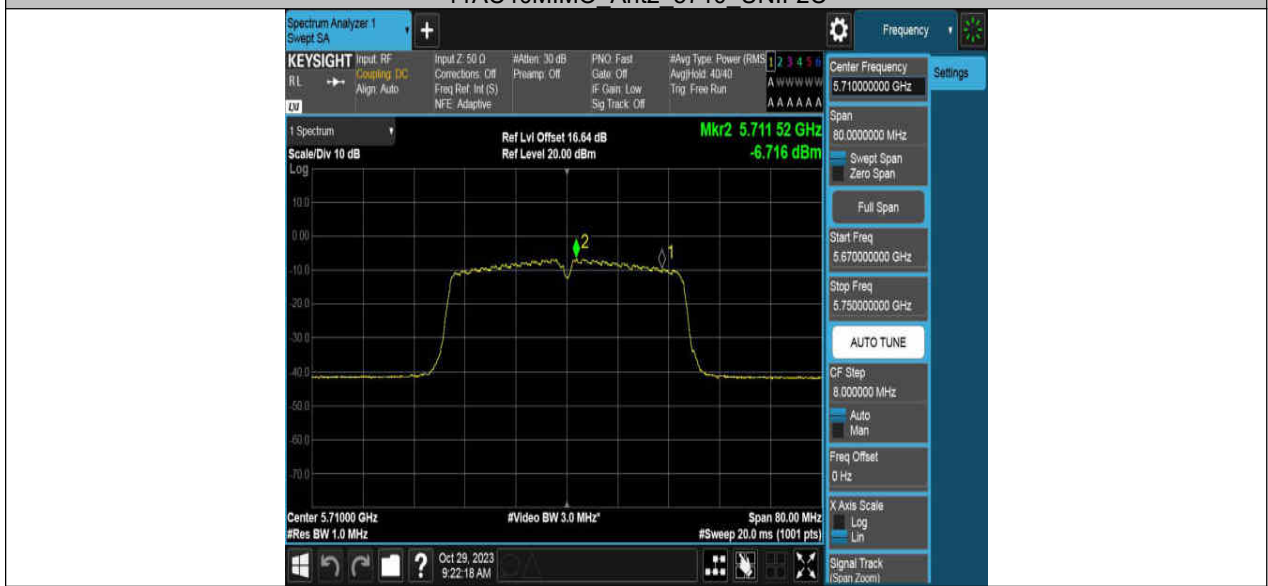 Spectrum Analyzer 1
Swept SA
+
Frequency
KEYSIGHT
RL
Input: RF
Coupling: DC
Align: Auto
Input Z: 50 Ω
Corrections: Off
Freq Ref: Int (S)
NFE: Adaptive
#Atten: 30 dB
Preamp: Off
PNO: Fast
Gate: Off
IF Gain: Low
Sig Track: Off
#Avg Type: Power (RMS
Avg|Hold: 40/40
Trig: Free Run
1 2 3 4 5 6
A W W W W W
A A A A A A
1 Spectrum
Scale/Div 10 dB
Log
Ref Lvl Offset 16.64 dB
Ref Level 20.00 dBm
Mkr2 5.711 52 GHz
-6.716 dBm
10.0
0.00
-10.0
-20.0
-30.0
-40.0
-50.0
-60.0
-70.0
2
1
Center 5.71000 GHz
#Res BW 1.0 MHz
#Video BW 3.0 MHz*
Span 80.00 MHz
#Sweep 20.0 ms (1001 pts)
Center Frequency
5.710000000 GHz
Settings
Span
80.0000000 MHz
Swept Span
Zero Span
Full Span
Start Freq
5.670000000 GHz
Stop Freq
5.750000000 GHz
AUTO TUNE
CF Step
8.000000 MHz
Auto
Man
Freq Offset
0 Hz
X Axis Scale
Log
Lin
Signal Track
(Span Zoom)
?
Oct 29, 2023
9:22:18 AM